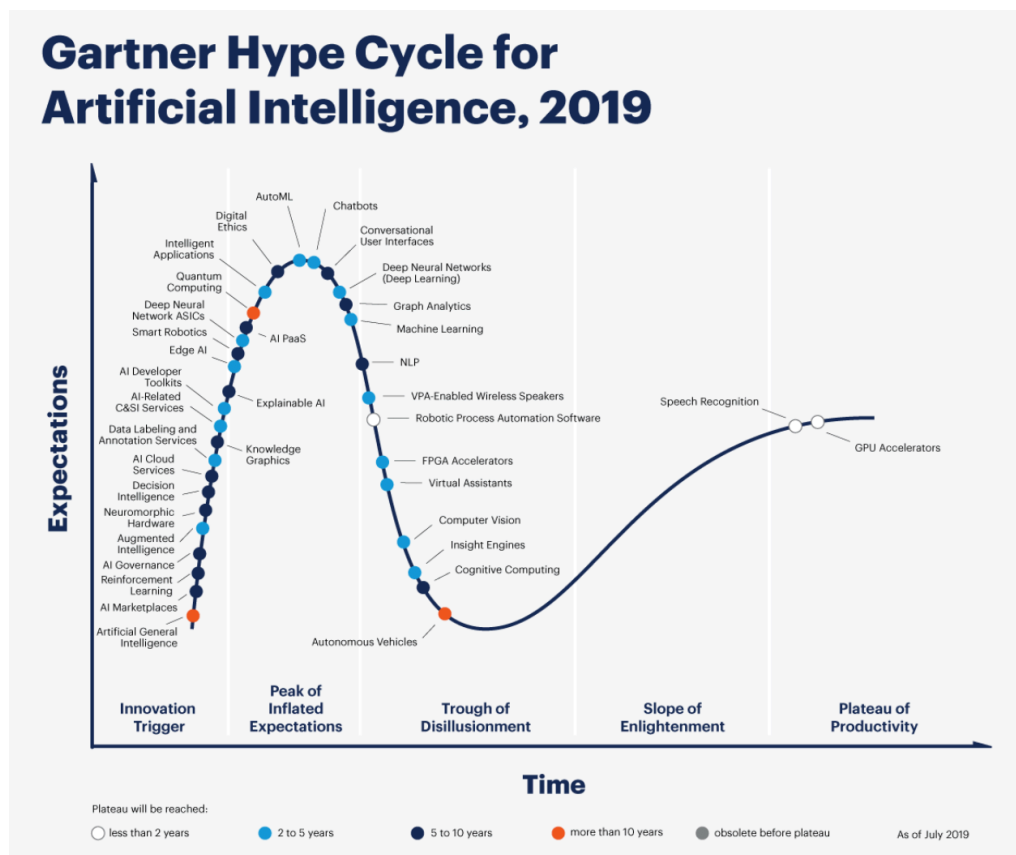 Gartner Hype Cycle for
Artificial Intelligence, 2019
Expectations
AutoML
Chatbots
Digital
Ethics
Conversational
User Interfaces
Intelligent
Applications
Deep Neural Networks
(Deep Learning)
Quantum
Computing
Graph Analytics
Deep Neural
Network ASICs
Machine Learning
Smart Robotics
AI PaaS
Edge AI
NLP
AI Developer
Toolkits
Explainable AI
VPA-Enabled Wireless Speakers
AI-Related
C&SI Services
Robotic Process Automation Software
Speech Recognition
Data Labeling and
Annotation Services
Knowledge
Graphics
GPU Accelerators
AI Cloud
Services
FPGA Accelerators
Decision
Intelligence
Virtual Assistants
Neuromorphic
Hardware
Computer Vision
Augmented
Intelligence
Insight Engines
AI Governance
Cognitive Computing
Reinforcement
Learning
AI Marketplaces
Artificial General
Intelligence
Autonomous Vehicles
Innovation
Trigger
Peak of
Inflated
Expectations
Trough of
Disillusionment
Slope of
Enlightenment
Plateau of
Productivity
Time
Plateau will be reached:
less than 2 years
2 to 5 years
5 to 10 years
more than 10 years
obsolete before plateau
As of July 2019